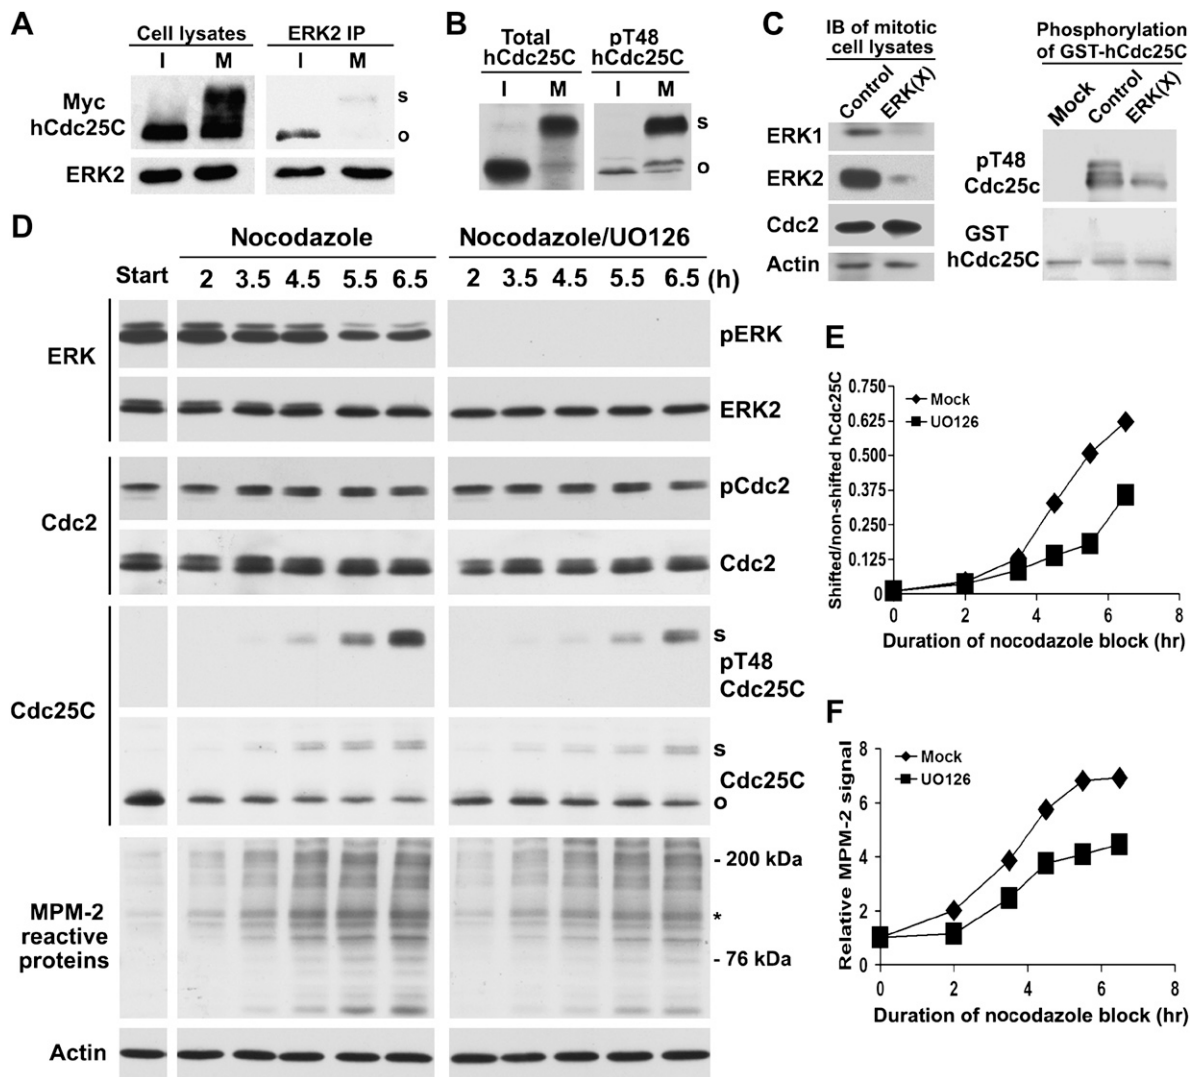 A
Cell lysates ERK2 IP
I M I M
Myc
hCdc25C
s
o
ERK2
B
Total
hCdc25C
pT48
hCdc25C
I M I M
s
o
C
IB of mitotic
cell lysates
Control ERK(X)
ERK1
ERK2
Cdc2
Actin
Phosphorylation
of GST-hCdc25C
Mock Control ERK(X)
pT48
Cdc25c
GST
hCdc25C
D
Nocodazole Nocodazole/UO126
Start 2 3.5 4.5 5.5 6.5 2 3.5 4.5 5.5 6.5 (h)
ERK
pERK
ERK2
Cdc2
pCdc2
Cdc2
Cdc25C
s
pT48
Cdc25C
s
Cdc25C
o
MPM-2
reactive
proteins
- 200 kDa
*
- 76 kDa
Actin
E
Shifted/non-shifted hCdc25C
0.750
0.625
0.500
0.375
0.250
0.125
0
Mock
UO126
0 2 4 6 8
Duration of nocodazole block (hr)
F
Relative MPM-2 signal
8
6
4
2
0
Mock
UO126
0 2 4 6 8
Duration of nocodazole block (hr)